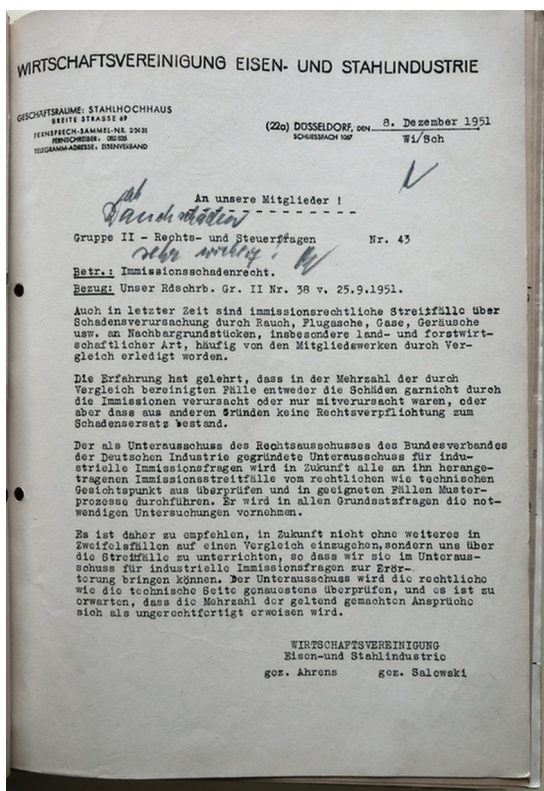 WIRTSCHAFTSVEREINIGUNG EISEN- UND STAHLINDUSTRIE
GESCHÄFTSRÄUME: STAHLHOCHHAUS
BREITE STRASSE 69
FERNSPRECH-SAMMEL-NR. 20431
FERNSCHREIBER: 082/825
TELEGRAMM-ADRESSE: EISENVERBAND
(22a) DÜSSELDORF, DEN 8. Dezember 1951
SCHLIESSFACH 1067
Wi/Sch
An unsere Mitglieder !
Rauchschäden
Gruppe II - Rechts- und Steuerfragen Nr. 43
sehr wichtig!
Betr.: Immissionsschadenrecht.
Bezug: Unser Rdschrb. Gr. II Nr. 38 v. 25.9.1951.
Auch in letzter Zeit sind immissionsrechtliche Streitfälle über
Schadensverursachung durch Rauch, Flugasche, Gase, Geräusche
usw. an Nachbargrundstücken, insbesondere land- und forstwirt-
schaftlicher Art, häufig von den Mitgliedswerken durch Ver-
gleich erledigt worden.
Die Erfahrung hat gelehrt, dass in der Mehrzahl der durch
Vergleich bereinigten Fälle entweder die Schäden garnicht durch
die Immissionen verursacht oder nur mitverursacht waren, oder
aber dass aus anderen Gründen keine Rechtsverpflichtung zum
Schadensersatz bestand.
Der als Unterausschuss des Rechtsausschusses des Bundesverbandes
der Deutschen Industrie gegründete Unterausschuss für indu-
strielle Immissionsfragen wird in Zukunft alle an ihn herange-
tragenen Immissionsstreitfälle vom rechtlichen wie technischen
Gesichtspunkt aus überprüfen und in geeigneten Fällen Muster-
prozesse durchführen. Er wird in allen Grundsatzfragen die not-
wendigen Untersuchungen vornehmen.
Es ist daher zu empfehlen, in Zukunft nicht ohne weiteres in
Zweifelsfällen auf einen Vergleich einzugehen, sondern uns über
die Streitfälle zu unterrichten, so dass wir sie im Unteraus-
schuss für industrielle Immissionsfragen zur Erör-
terung bringen können. Der Unterausschuss wird die rechtliche
wie die technische Seite genauestens überprüfen, und es ist zu
erwarten, dass die Mehrzahl der geltend gemachten Ansprüche
sich als ungerechtfertigt erweisen wird.
WIRTSCHAFTSVEREINIGUNG
Eisen-und Stahlindustrie
gez. Ahrens gez. Salewski